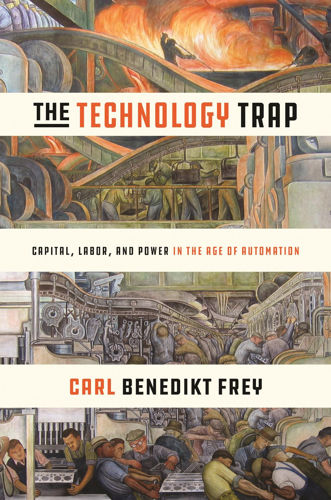 THE TECHNOLOGY TRAP
CAPITAL, LABOR, AND POWER IN THE AGE OF AUTOMATION
CARL BENEDIKT FREY